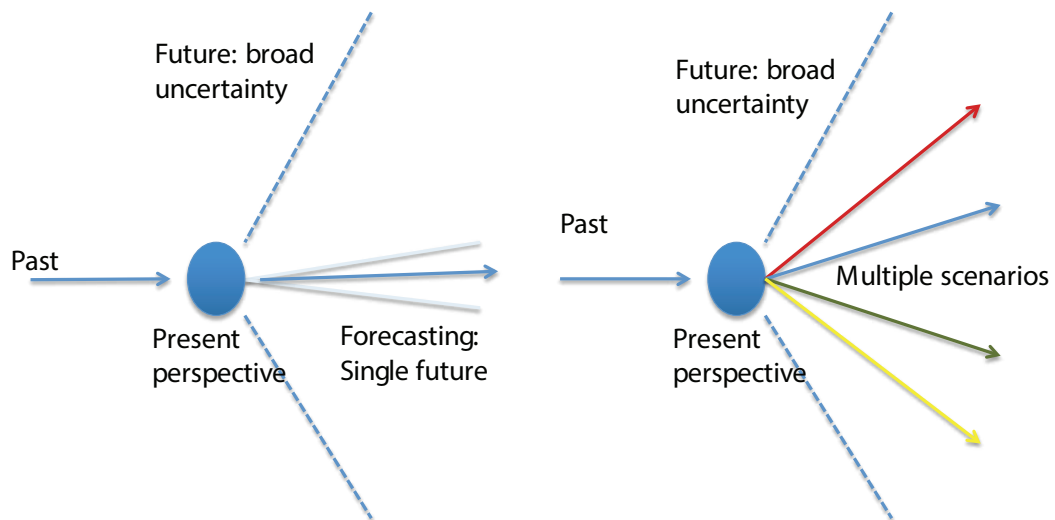 Future: broad
uncertainty
Past
Present
perspective
Forecasting:
Single future
Future: broad
uncertainty
Past
Multiple scenarios
Present
perspective